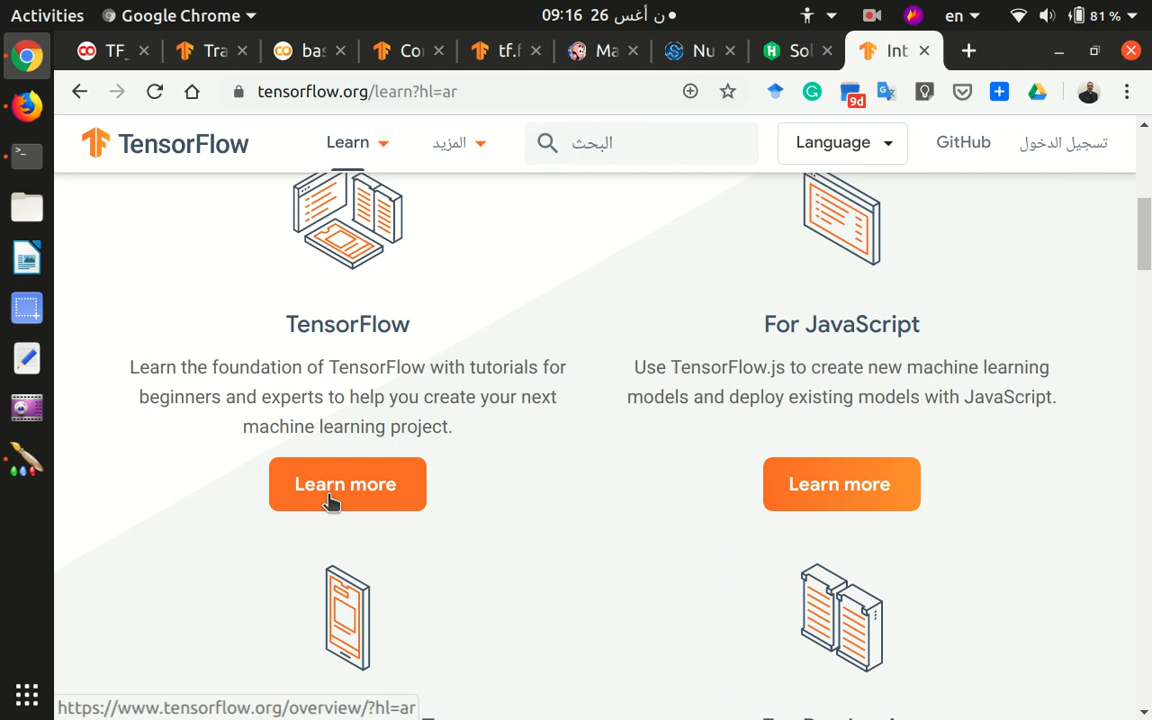 Activities
Google Chrome
09:16 26 ن أغس
en
81 %
TF_
Tra
bas
Co
tf.f
Ma
Nu
Sol
Int
tensorflow.org/learn?hl=ar
9d
TensorFlow
Learn
المزيد
البحث
Language
GitHub
تسجيل الدخول
TensorFlow
Learn the foundation of TensorFlow with tutorials for
beginners and experts to help you create your next
machine learning project.
Learn more
For JavaScript
Use TensorFlow.js to create new machine learning
models and deploy existing models with JavaScript.
Learn more
https://www.tensorflow.org/overview/?hl=ar